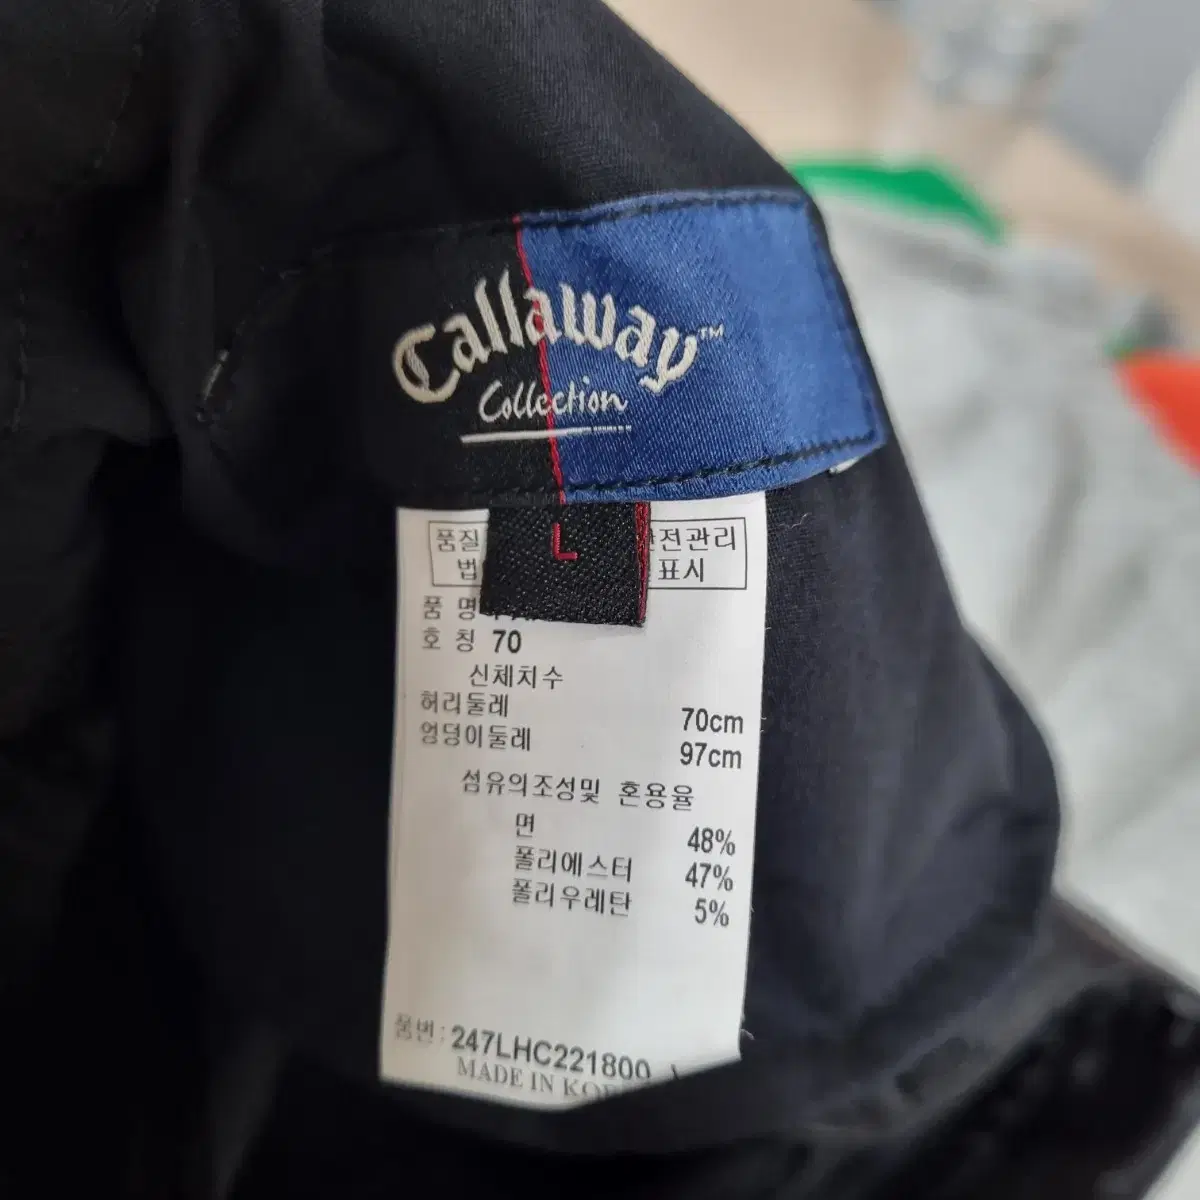 Callaway™
Collection
L
품질 안전관리
법 표시
품 명
호 칭 70
신체치수
허리둘레 70cm
엉덩이둘레 97cm
섬유의조성및 혼용율
면 48%
폴리에스터 47%
폴리우레탄 5%
품번: 247LHC221800
MADE IN